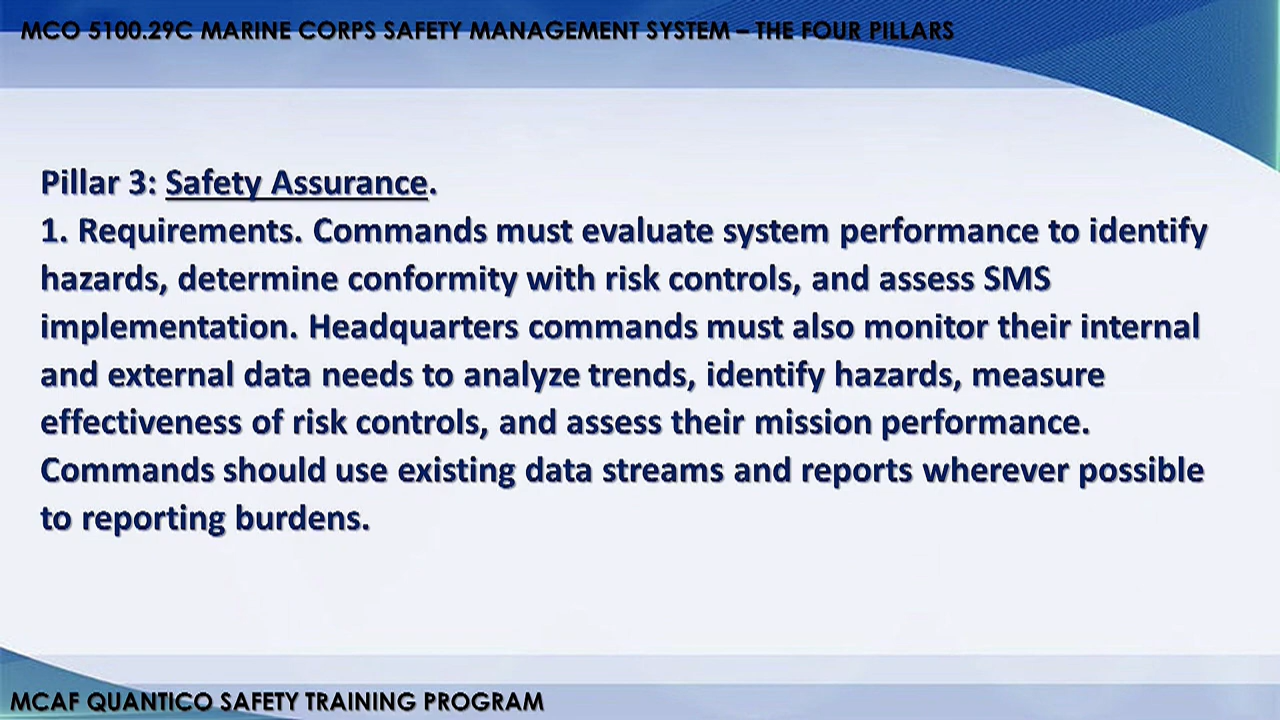 MCO 5100.29C MARINE CORPS SAFETY MANAGEMENT SYSTEM – THE FOUR PILLARS
Pillar 3: Safety Assurance.
1. Requirements. Commands must evaluate system performance to identify
hazards, determine conformity with risk controls, and assess SMS
implementation. Headquarters commands must also monitor their internal
and external data needs to analyze trends, identify hazards, measure
effectiveness of risk controls, and assess their mission performance.
Commands should use existing data streams and reports wherever possible
to reporting burdens.
MCAF QUANTICO SAFETY TRAINING PROGRAM